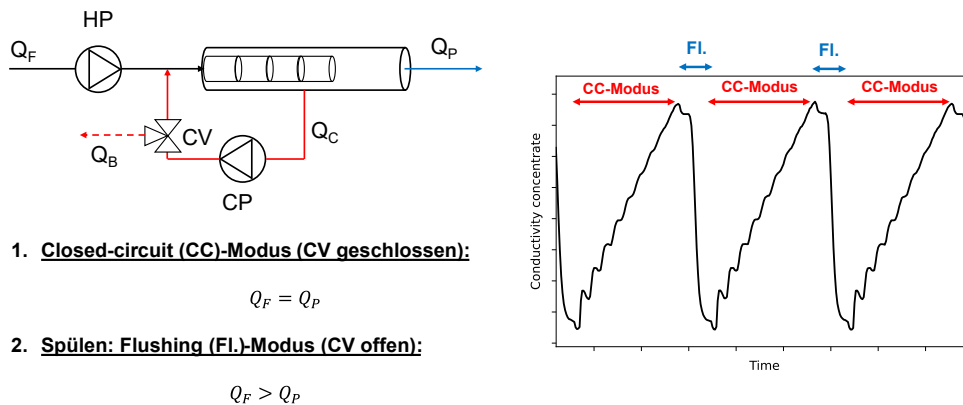 HP
Q_F
Q_P
CV
Q_C
Q_B
CP
1. Closed-circuit (CC)-Modus (CV geschlossen):
Q_F = Q_P
2. Spülen: Flushing (Fl.)-Modus (CV offen):
Q_F > Q_P
Fl. Fl.
CC-Modus CC-Modus CC-Modus
Conductivity concentrate
Time